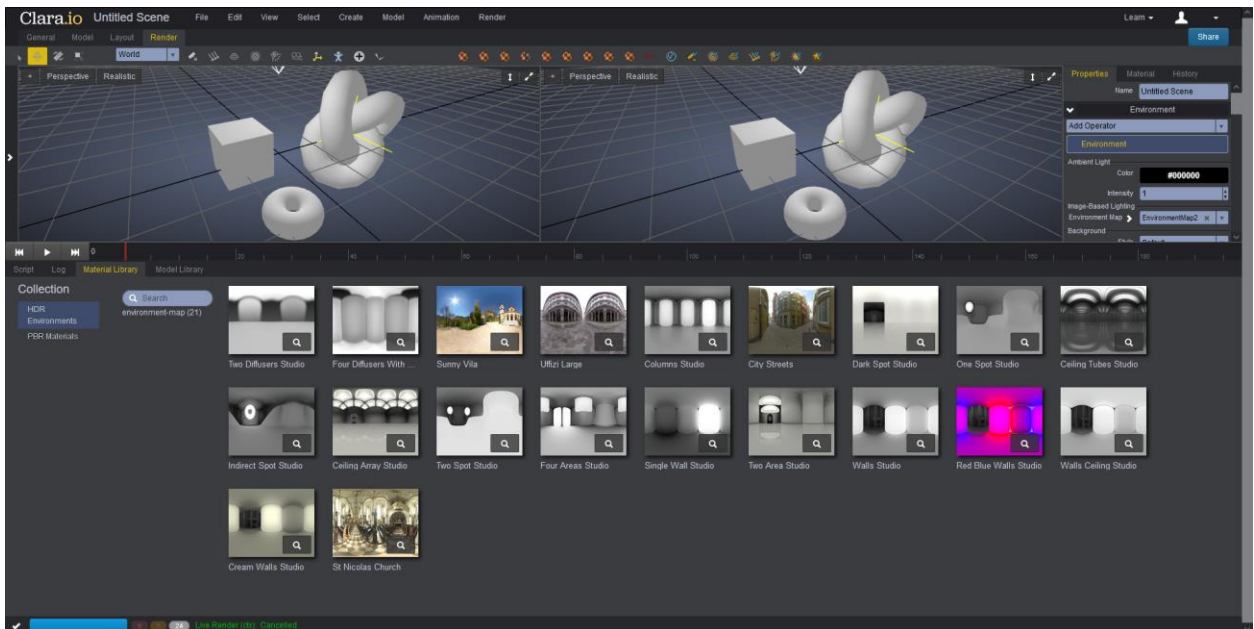 Clara.io Untitled Scene File Edit View Select Create Model Animation Render Learn
General Model Layout Render Share
World
Perspective Realistic
Perspective Realistic
Properties Material History
Name Untitled Scene
Environment
Add Operator
Environment
Ambient Light
Color #000000
Intensity 1
Image-Based Lighting
Environment Map EnvironmentMap2
Background
0 20 40 60 80 100 120 140 160 180
Script Log Material Library Model Library
Collection
HDR
Environments
PBR Materials
Search
environment-map (21)
Two Diffusers Studio Four Diffusers With ... Sunny Vila Uffizi Large Columns Studio City Streets Dark Spot Studio One Spot Studio Ceiling Tubes Studio
Indirect Spot Studio Ceiling Array Studio Two Spot Studio Four Areas Studio Single Wall Studio Two Area Studio Walls Studio Red Blue Walls Studio Walls Ceiling Studio
Cream Walls Studio St Nicolas Church
24 Live Render (cb): Cancelled